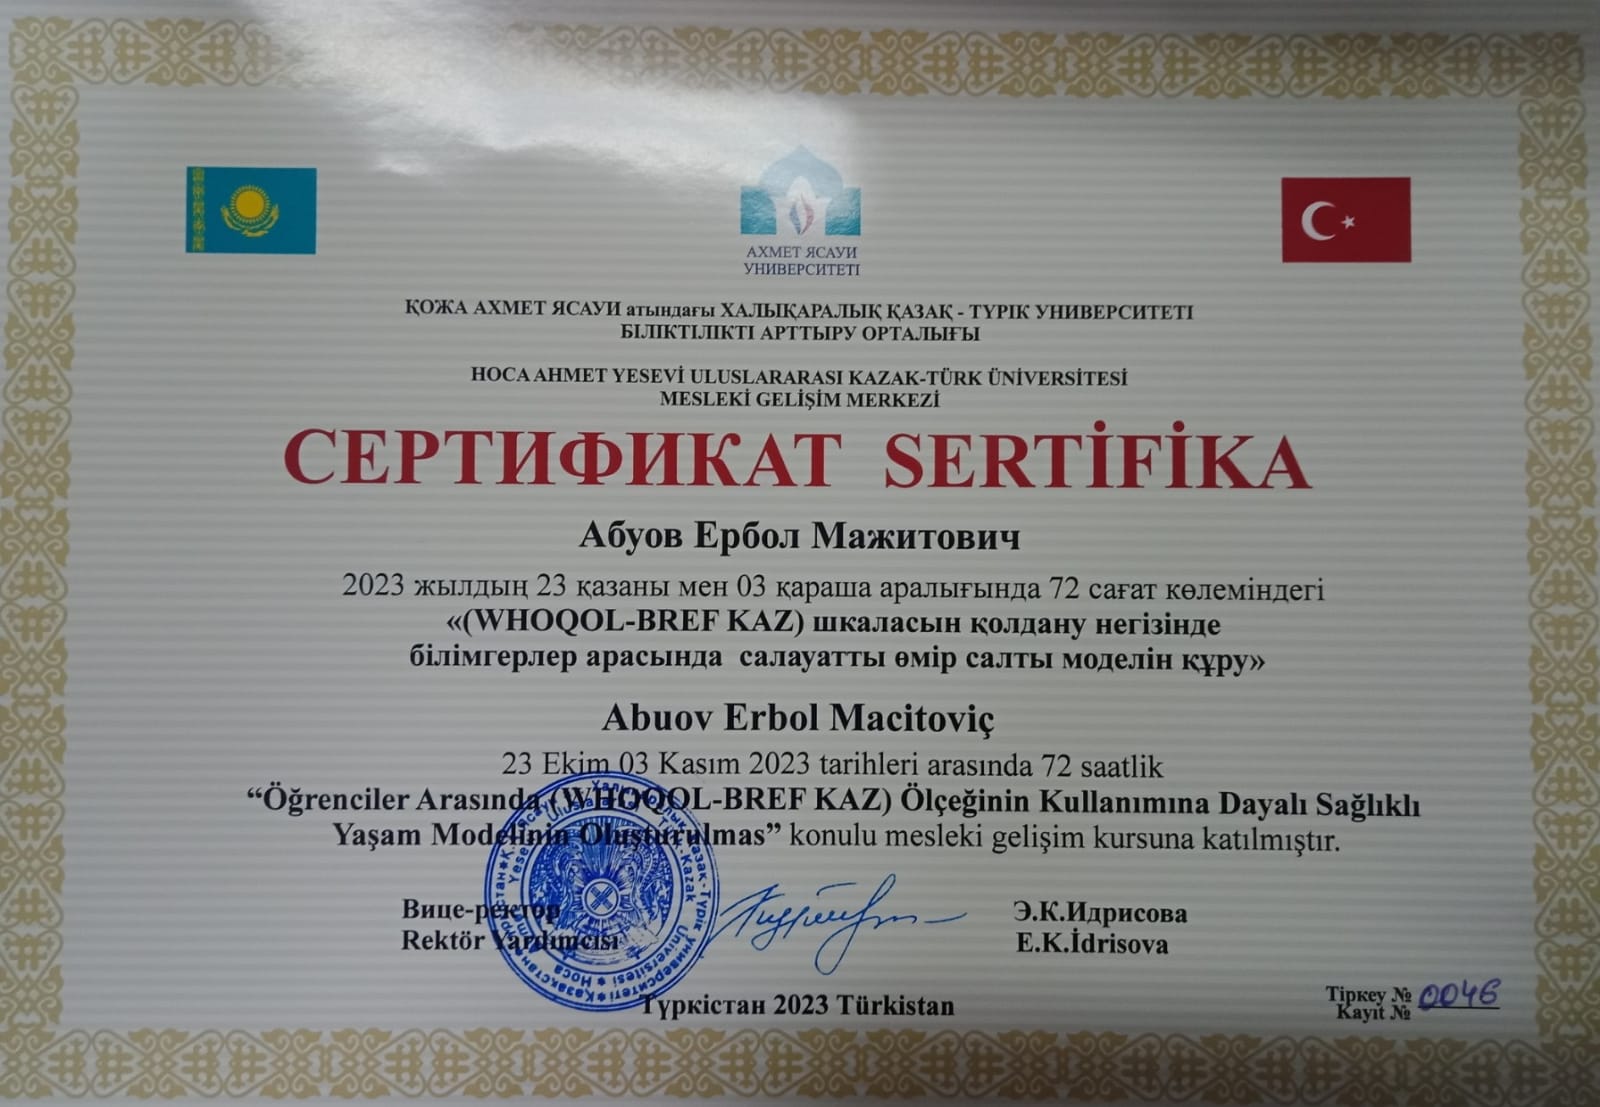 АХМЕТ ЯСАУИ
УНИВЕРСИТЕТІ
ҚОЖА АХМЕТ ЯСАУИ атындағы ХАЛЫҚАРАЛЫҚ ҚАЗАҚ - ТҮРІК УНИВЕРСИТЕТІ
БІЛІКТІЛІКТІ АРТТЫРУ ОРТАЛЫҒЫ
HOCA AHMET YESEVİ ULUSLARARASI KAZAK-TÜRK ÜNİVERSİTESİ
MESLEKİ GELİŞİM MERKEZİ
СЕРТИФИКАТ SERTİFİKA
Абуов Ербол Мажитович
2023 жылдың 23 қазаны мен 03 қараша аралығында 72 сағат көлеміндегі
«(WHOQOL-BREF KAZ) шкаласын қолдану негізінде
білімгерлер арасында салауатты өмір салты моделін құру»
Abuov Erbol Macitoviç
23 Ekim 03 Kasım 2023 tarihleri arasında 72 saatlik
“Öğrenciler Arasında (WHOQOL-BREF KAZ) Ölçeğinin Kullanımına Dayalı Sağlıklı
Yaşam Modelinin Oluşturulmas” konulu mesleki gelişim kursuna katılmıştır.
Вице-ректор
Rektör Yardımcısı
Э.К.Идрисова
E.K.İdrisova
Түркістан 2023 Türkistan
Тіркеу № 0046
Kayıt №